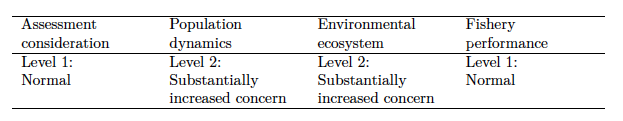 Assessment consideration Population dynamics Environmental ecosystem Fishery performance
Level 1: Normal Level 2: Substantially increased concern Level 2: Substantially increased concern Level 1: Normal